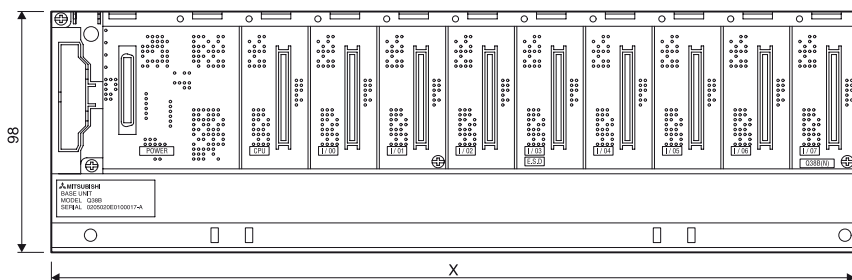 98
POWER
CPU
I / 00
I / 01
I / 02
I / 03
E.S.D
I / 04
I / 05
I / 06
I / 07
Q38B(N)
MITSUBISHI
BASE UNIT
MODEL Q38B
SERIAL 0205020E0100017-A
X